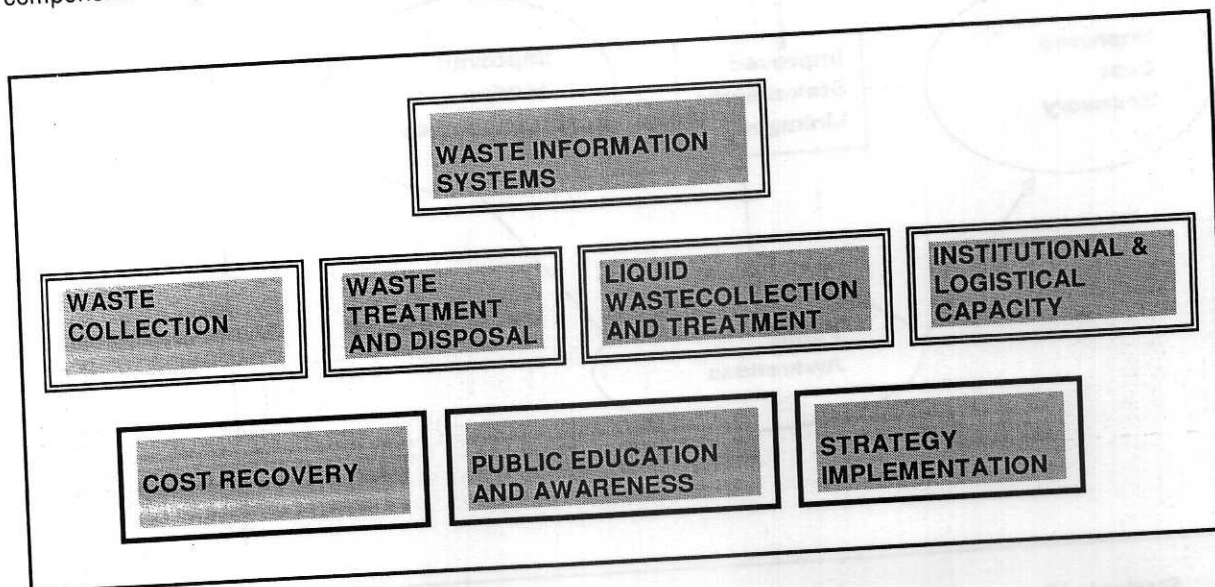 WASTE INFORMATION
SYSTEMS
WASTE
COLLECTION
WASTE
TREATMENT
AND DISPOSAL
LIQUID
WASTECOLLECTION
AND TREATMENT
INSTITUTIONAL &
LOGISTICAL
CAPACITY
COST RECOVERY
PUBLIC EDUCATION
AND AWARENESS
STRATEGY
IMPLEMENTATION